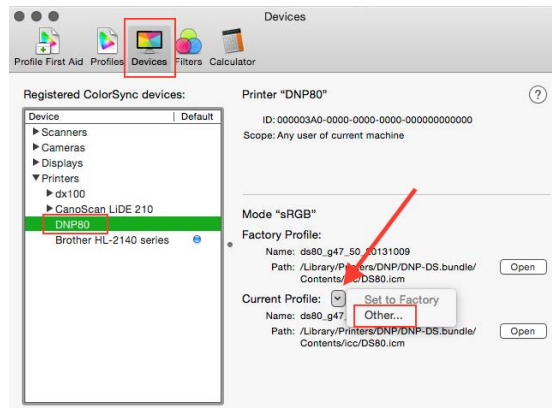 Devices
Profile First Aid Profiles Devices Filters Calculator
Registered ColorSync devices:
Device Default
Scanners
Cameras
Displays
Printers
dx100
CanoScan LiDE 210
DNP80
Brother HL-2140 series
Printer “DNP80”
?
ID: 000003A0-0000-0000-0000-000000000000
Scope: Any user of current machine
Mode “sRGB”
Factory Profile:
Name: ds80_g47_50_20131009
Path: /Library/Printers/DNP/DNP-DS.bundle/
Contents/icc/DS80.icm
Open
Current Profile:
Set to Factory
Other...
Name: ds80_g47_
Path: /Library/Printers/DNP/DNP-DS.bundle/
Contents/icc/DS80.icm
Open